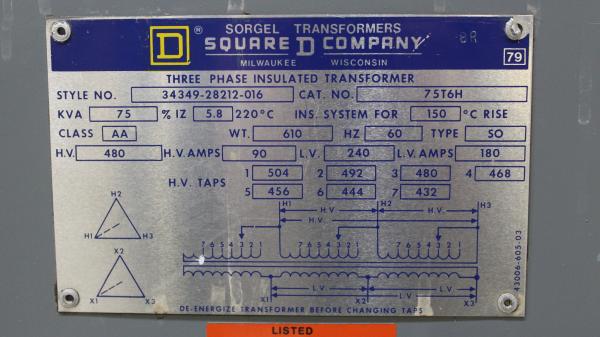 SORGEL TRANSFORMERS
D ® SQUARE D COMPANY
MILWAUKEE WISCONSIN
79
THREE PHASE INSULATED TRANSFORMER
STYLE NO. 34349-28212-016 CAT. NO. 75T6H
KVA 75 % IZ 5.8 220°C INS. SYSTEM FOR 150 °C RISE
CLASS AA WT. 610 HZ 60 TYPE SO
H.V. 480 H.V. AMPS 90 L.V. 240 L.V. AMPS 180
H.V. TAPS
1 504 2 492 3 480 4 468
5 456 6 444 7 432
H2
H1 H3
X2
X1 X3
H1 H.V. H2 H3
H.V.
7 6 5 4 3 2 1 7 6 5 4 3 2 1 7 6 5 4 3 2 1
L.V. L.V.
X1 L.V. X2 X3
43006-605-03
DE-ENERGIZE TRANSFORMER BEFORE CHANGING TAPS
LISTED